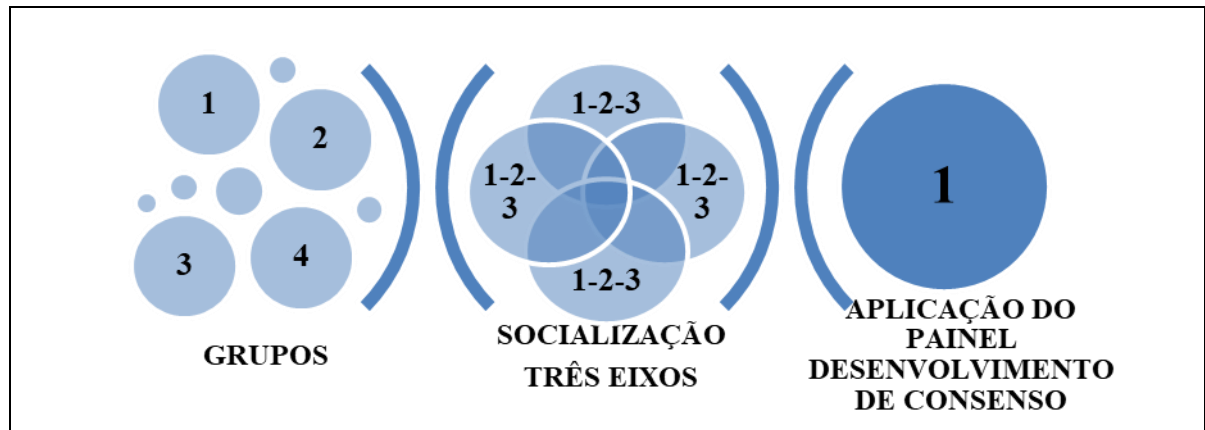 1
2
3
4
GRUPOS
1-2-3
1-2-
3
1-2-
3
1-2-3
SOCIALIZAÇÃO
TRÊS EIXOS
1
APLICAÇÃO DO
PAINEL
DESENVOLVIMENTO
DE CONSENSO